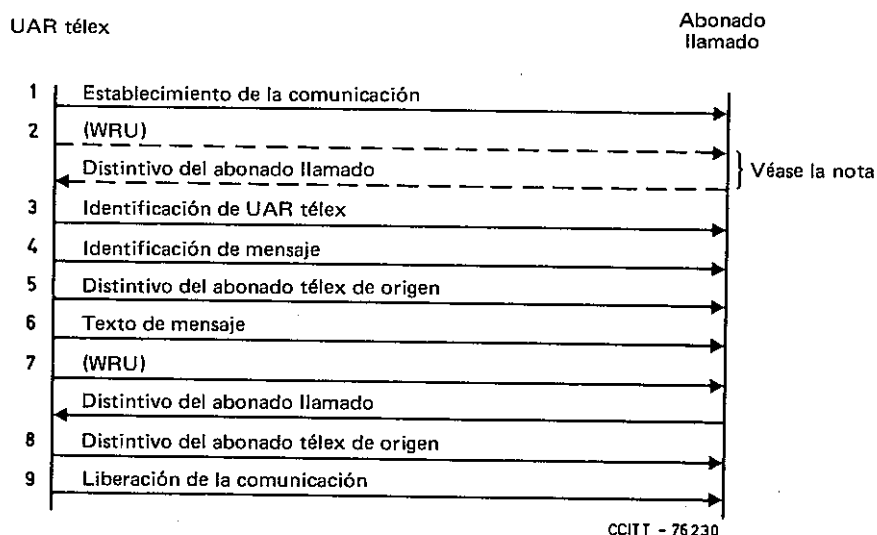 UAR télex
Abonado
llamado
1 Establecimiento de la comunicación
2 (WRU)
Distintivo del abonado llamado
Véase la nota
3 Identificación de UAR télex
4 Identificación de mensaje
5 Distintivo del abonado télex de origen
6 Texto de mensaje
7 (WRU)
Distintivo del abonado llamado
8 Distintivo del abonado télex de origen
9 Liberación de la comunicación
CCITT - 76230